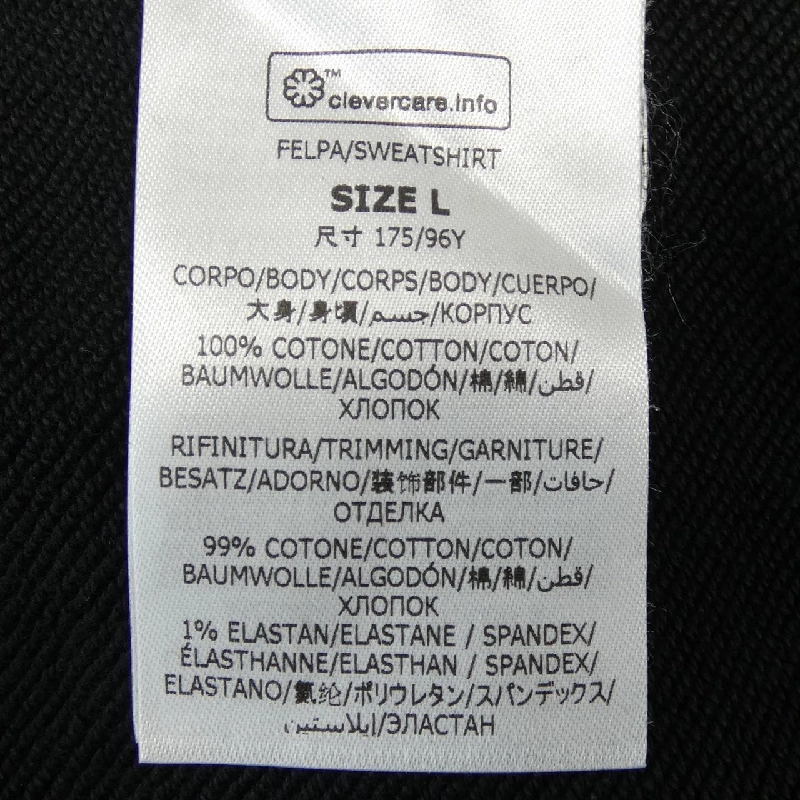 clevercare.info™
FELPA/SWEATSHIRT
SIZE L
尺寸 175/96Y
CORPO/BODY/CORPS/BODY/CUERPO/
大身/身頃/جسم/КОРПУС
100% COTONE/COTTON/COTON/
BAUMWOLLE/ALGODÓN/棉/綿/قطن/
ХЛОПОК
RIFINITURA/TRIMMING/GARNITURE/
BESATZ/ADORNO/装饰部件/一部/حافات/
ОТДЕЛКА
99% COTONE/COTTON/COTON/
BAUMWOLLE/ALGODÓN/棉/綿/قطن/
ХЛОПОК
1% ELASTAN/ELASTANE / SPANDEX/
ÉLASTHANNE/ELASTHAN / SPANDEX/
ELASTANO/氨纶/ポリウレタン/スパンデックス/
إيلاستين/ЭЛАСТАН